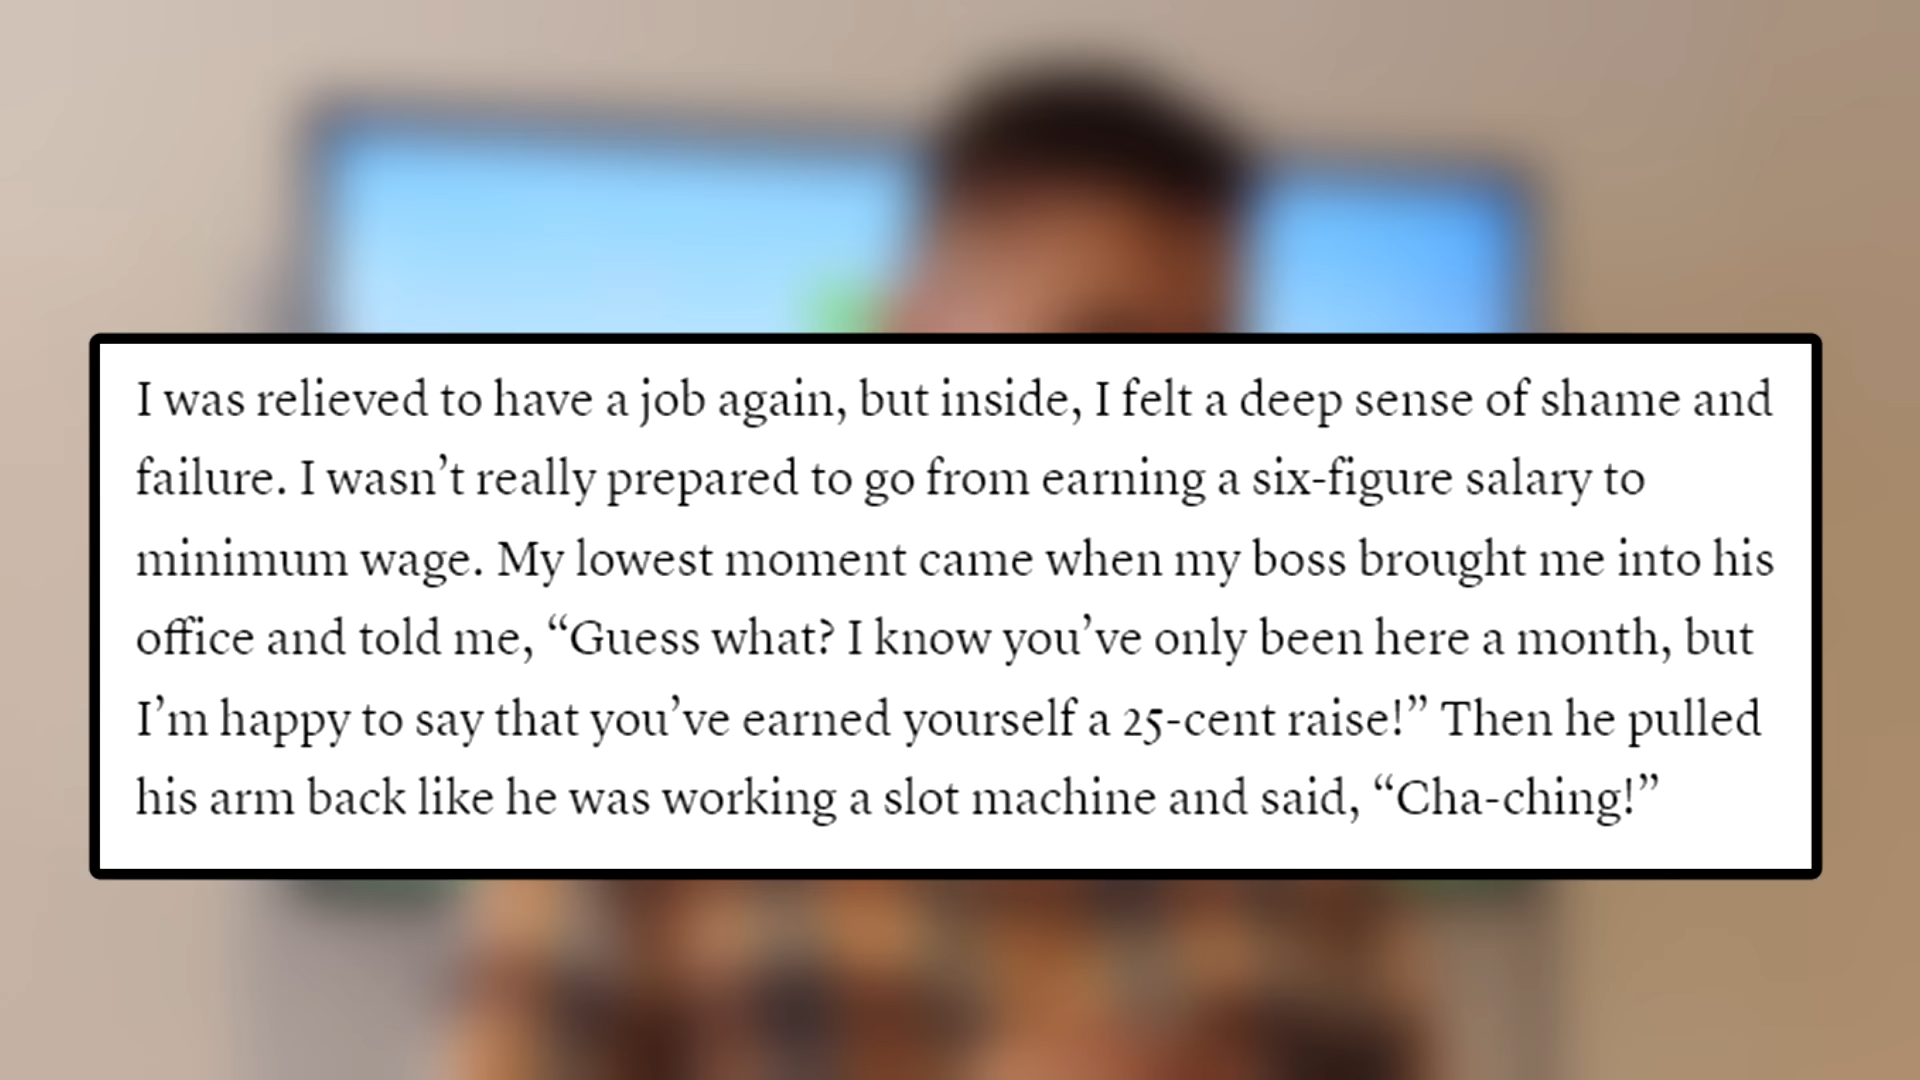 I was relieved to have a job again, but inside, I felt a deep sense of shame and
failure. I wasn’t really prepared to go from earning a six-figure salary to
minimum wage. My lowest moment came when my boss brought me into his
office and told me, “Guess what? I know you’ve only been here a month, but
I’m happy to say that you’ve earned yourself a 25-cent raise!” Then he pulled
his arm back like he was working a slot machine and said, “Cha-ching!”